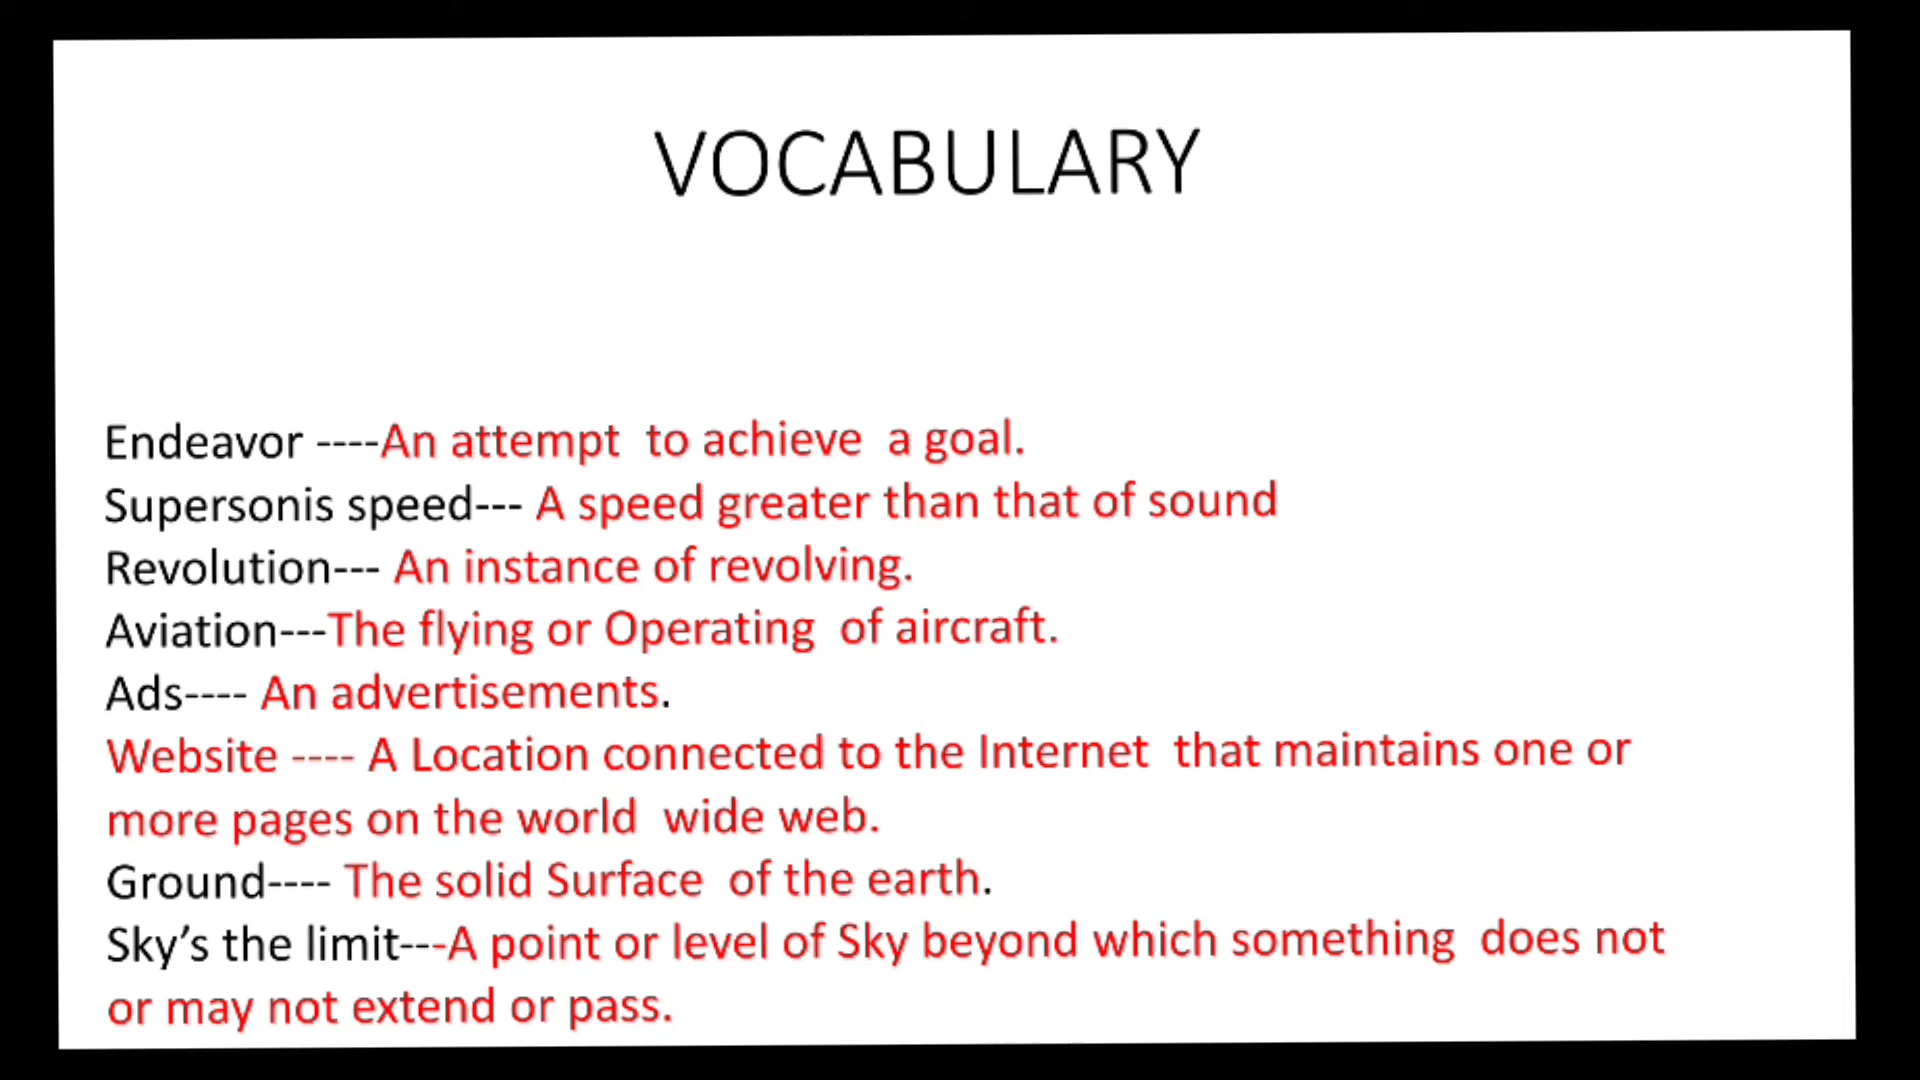 VOCABULARY
Endeavor ----An attempt to achieve a goal.
Supersonis speed--- A speed greater than that of sound
Revolution--- An instance of revolving.
Aviation---The flying or Operating of aircraft.
Ads---- An advertisements.
Website ---- A Location connected to the Internet that maintains one or
more pages on the world wide web.
Ground---- The solid Surface of the earth.
Sky’s the limit----A point or level of Sky beyond which something does not
or may not extend or pass.